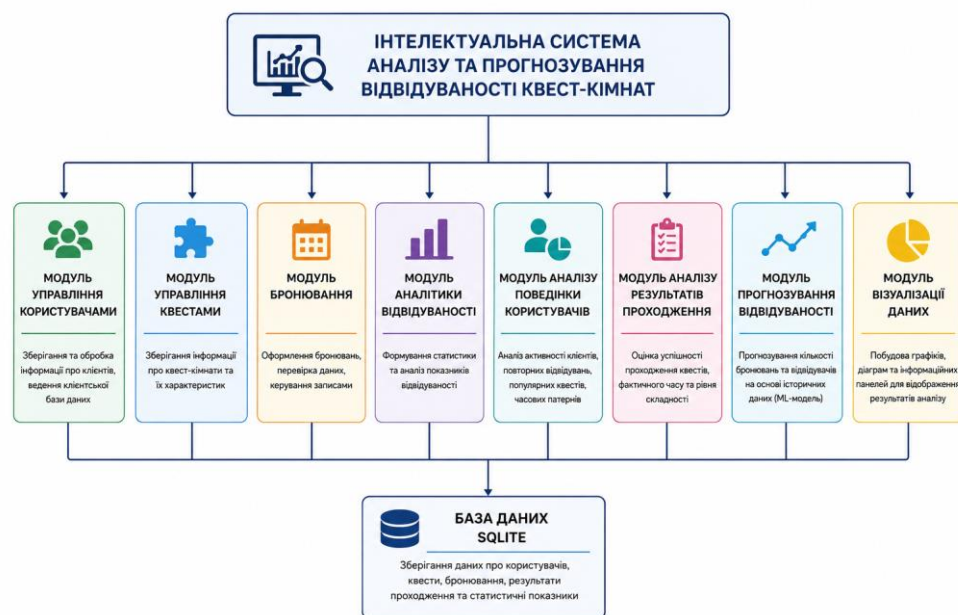 ІНТЕЛЕКТУАЛЬНА СИСТЕМА
АНАЛІЗУ ТА ПРОГНОЗУВАННЯ
ВІДВІДУВАНОСТІ КВЕСТ-КІМНАТ
МОДУЛЬ
УПРАВЛІННЯ
КОРИСТУВАЧАМИ
Зберігання та обробка
інформації про клієнтів,
ведення клієнтської
бази даних
МОДУЛЬ
УПРАВЛІННЯ
КВЕСТАМИ
Зберігання інформації
про квест-кімнати та
їх характеристик
МОДУЛЬ
БРОНЮВАННЯ
Оформлення бронювань,
перевірка даних,
керування записами
МОДУЛЬ
АНАЛІТИКИ
ВІДВІДУВАНОСТІ
Формування статистики
та аналіз показників
відвідуваності
МОДУЛЬ АНАЛІЗУ
ПОВЕДІНКИ
КОРИСТУВАЧІВ
Аналіз активності клієнтів,
повторних відвідувань,
популярних квестів,
часових патернів
МОДУЛЬ АНАЛІЗУ
РЕЗУЛЬТАТІВ
ПРОХОДЖЕННЯ
Оцінка успішності
проходження квестів,
фактичного часу та рівня
складності
МОДУЛЬ
ПРОГНОЗУВАННЯ
ВІДВІДУВАНОСТІ
Прогнозування кількості
бронювань та відвідувачів
на основі історичних
даних (ML-модель)
МОДУЛЬ
ВІЗУАЛІЗАЦІЇ
ДАНИХ
Побудова графіків,
діаграм та інформаційних
панелей для відображення
результатів аналізу
БАЗА ДАНИХ
SQLITE
Зберігання даних про користувачів,
квести, бронювання, результати
проходження та статистичні показники